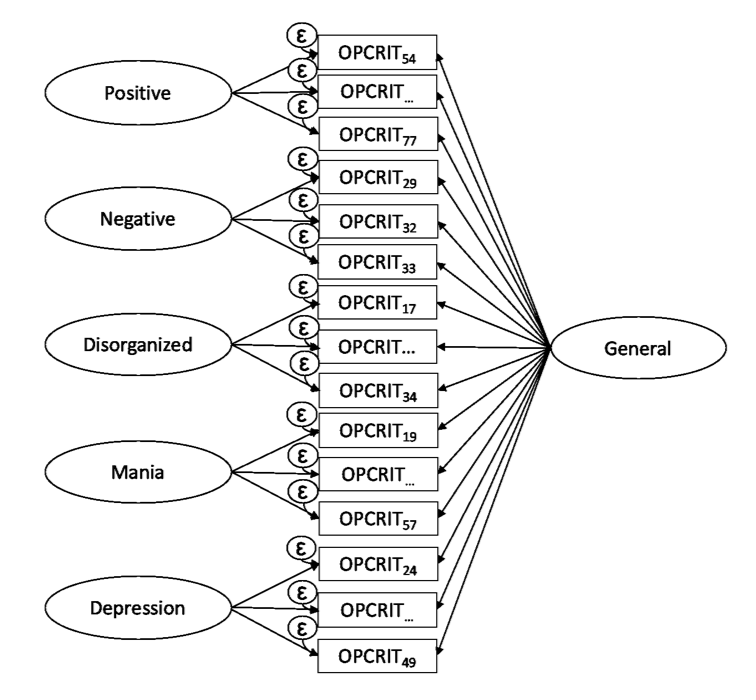 ε
OPCRIT54
Positive
ε
OPCRIT...
ε
OPCRIT77
ε
OPCRIT29
Negative
ε
OPCRIT32
ε
OPCRIT33
ε
OPCRIT17
Disorganized
ε
OPCRIT...
General
ε
OPCRIT34
ε
OPCRIT19
Mania
ε
OPCRIT...
ε
OPCRIT57
ε
OPCRIT24
Depression
ε
OPCRIT...
ε
OPCRIT49